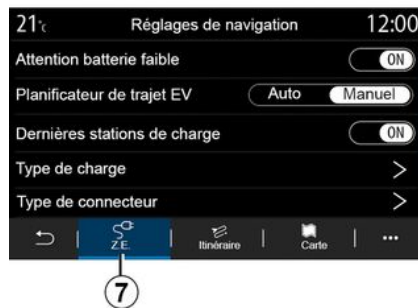 21°c Réglages de navigation 12:00
Attention batterie faible ON
Planificateur de trajet EV Auto Manuel
Dernières stations de charge ON
Type de charge >
Type de connecteur >
Z.E. Itinéraire Carte ...
7